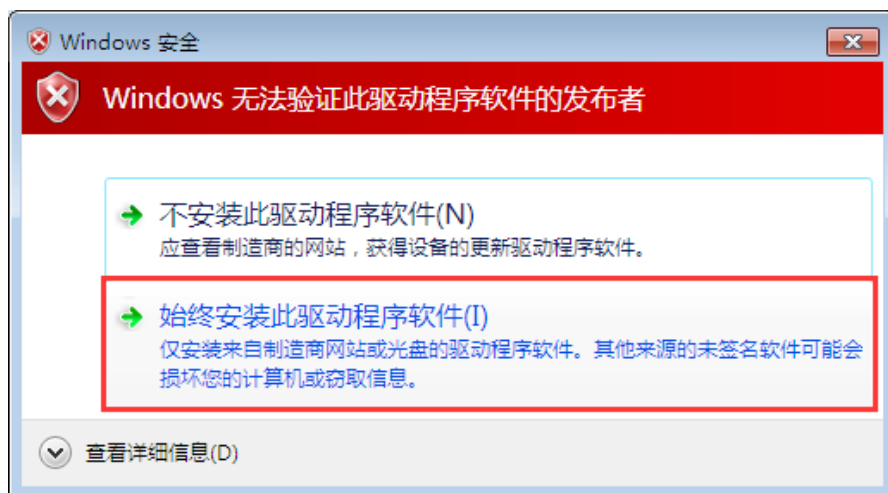 Windows 安全
Windows 无法验证此驱动程序软件的发布者
不安装此驱动程序软件(N)
应查看制造商的网站，获得设备的更新驱动程序软件。
始终安装此驱动程序软件(I)
仅安装来自制造商网站或光盘的驱动程序软件。其他来源的未签名软件可能会
损坏您的计算机或窃取信息。
查看详细信息(D)